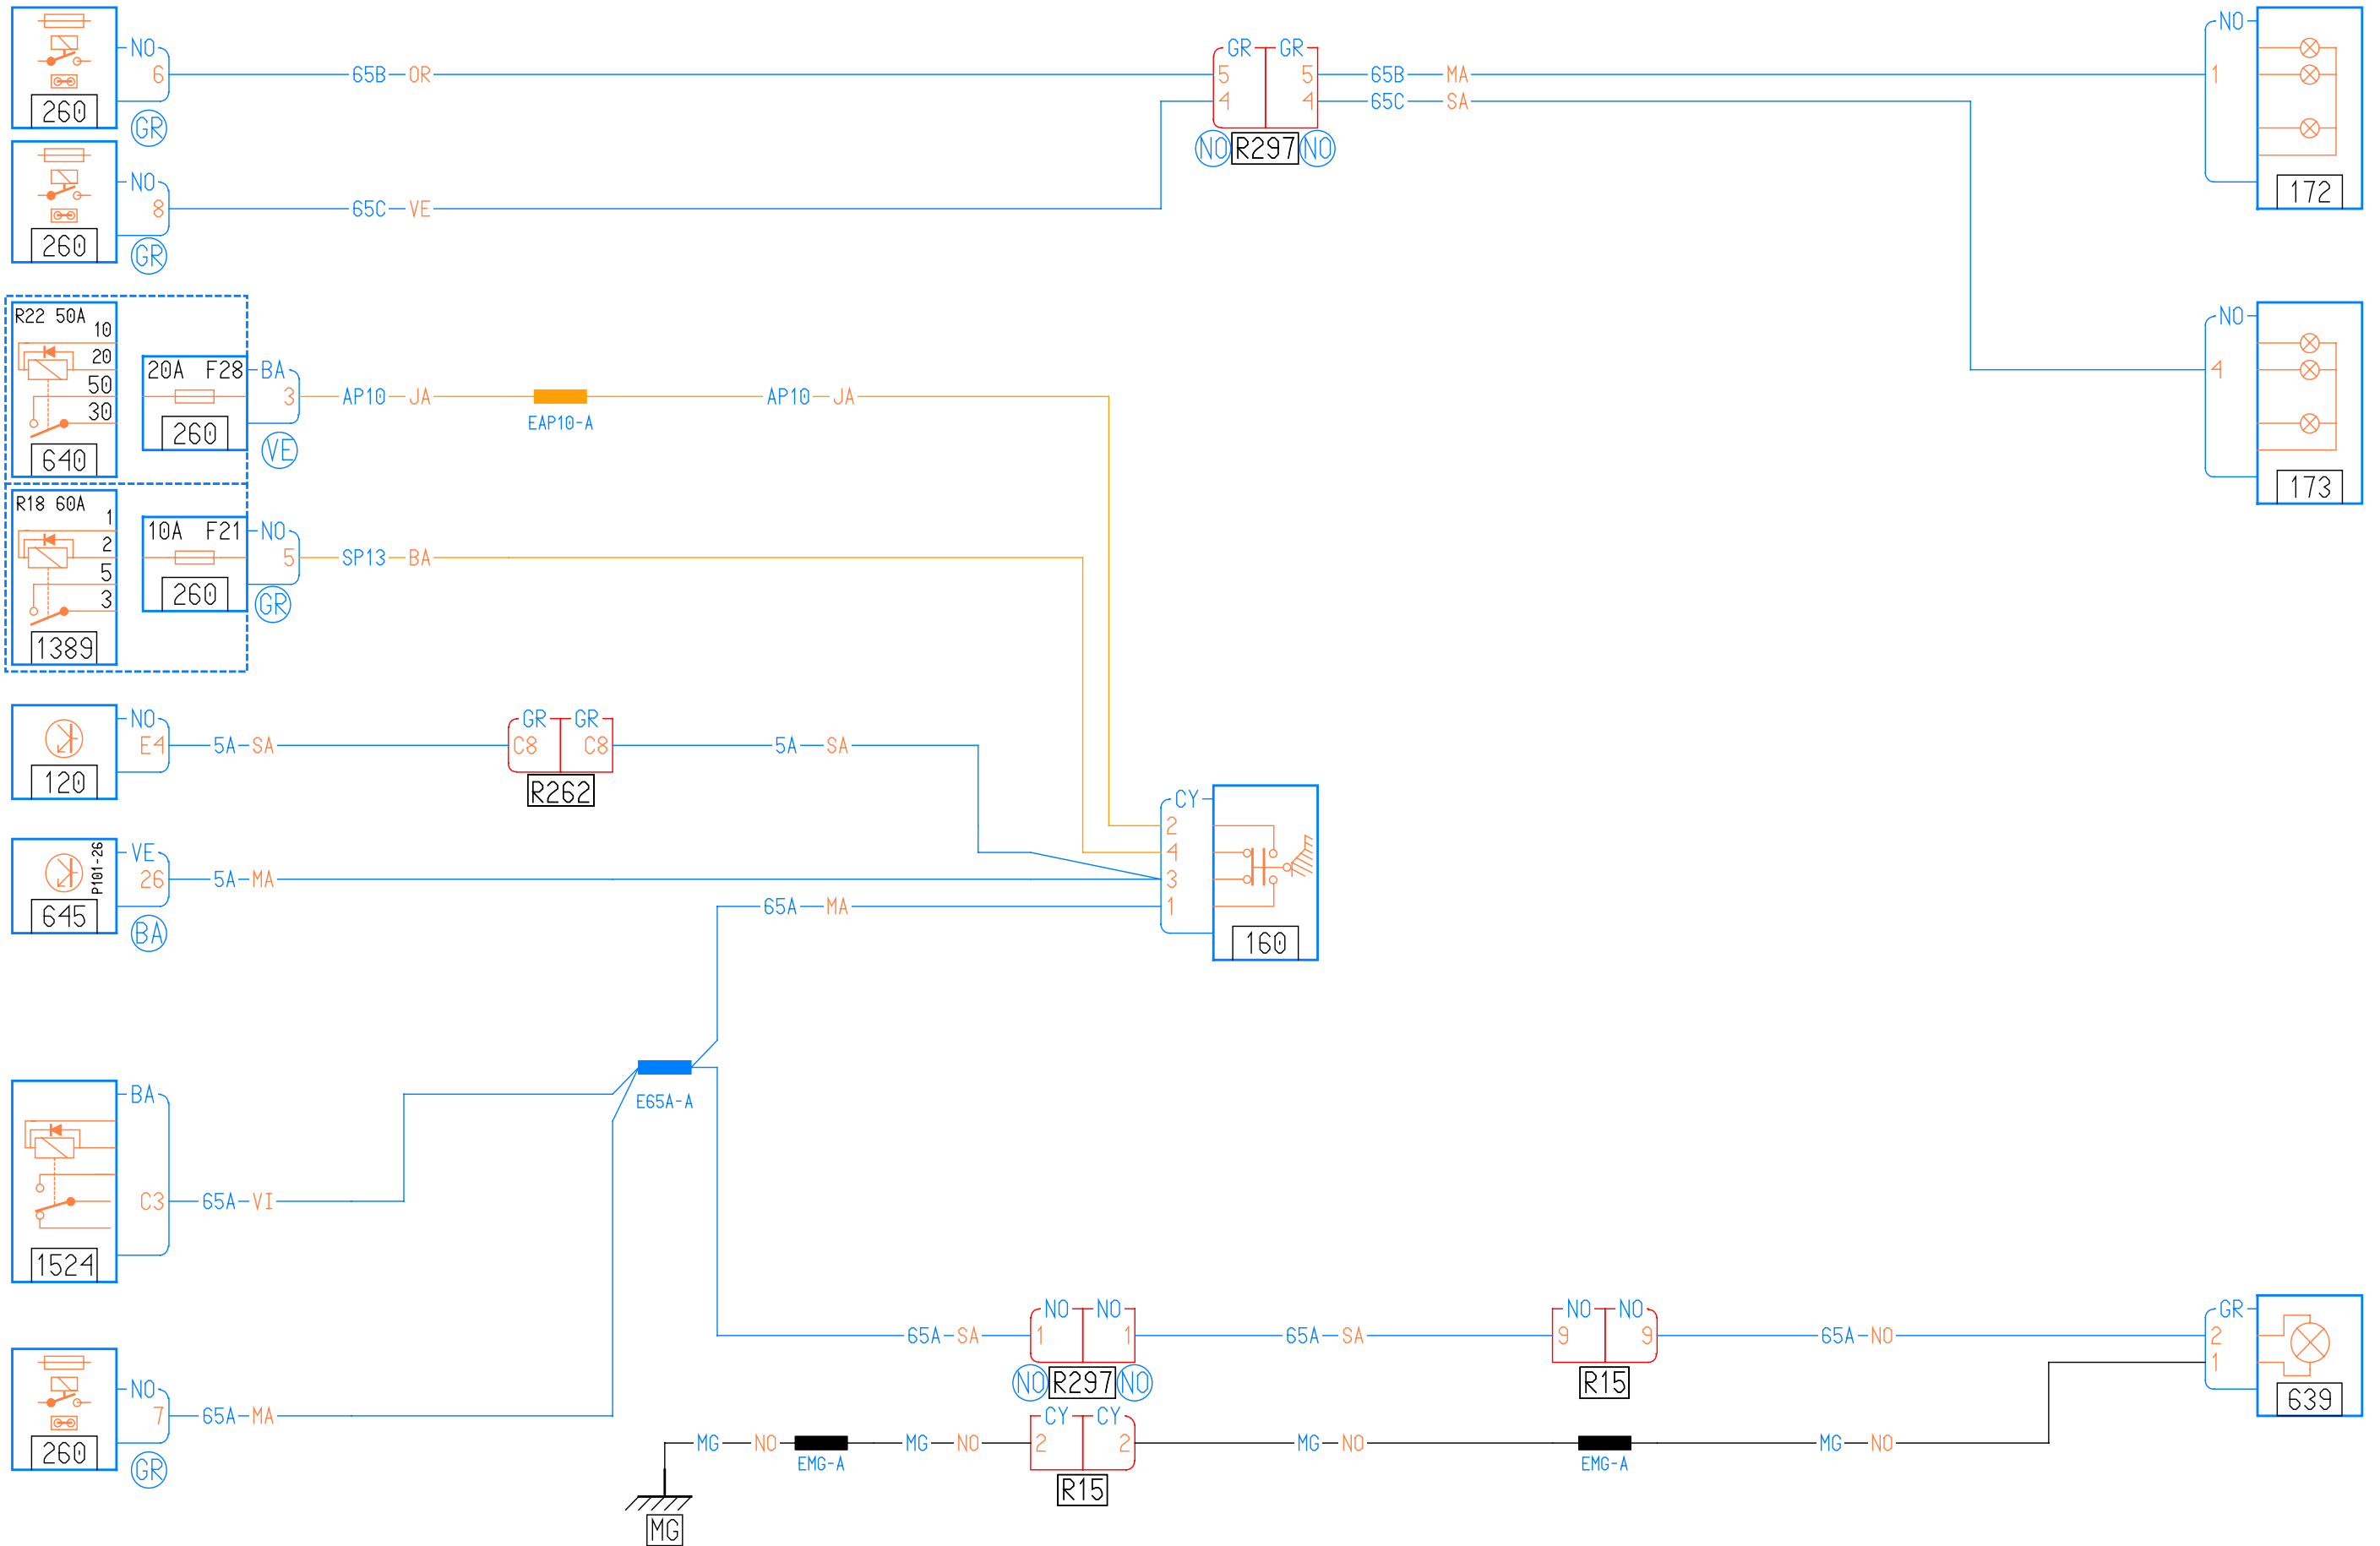 NO
6
65B OR
GR GR
5 5
65B MA
NO
1
260
GR
4 4
65C SA
NO R297 NO
172
NO
8
65C VE
260
GR
R22 50A
10
20
50
30
640
20A F28
260
BA
3
VE
AP10 JA
EAP10-A
AP10 JA
NO
4
173
R18 60A
1
2
5
3
1389
10A F21
260
NO
5
GR
SP13 BA
NO
E4
120
5A SA
GR GR
C8 C8
R262
5A SA
P101-26
VE
26
645
BA
5A MA
CY
2
4
3
1
160
65A MA
E65A-A
BA
C3
1524
65A VI
NO
7
260
GR
65A MA
65A SA
NO NO
1 1
NO R297 NO
65A SA
NO NO
9 9
R15
65A NO
GR
2
1
639
MG NO
EMG-A
MG NO
CY CY
2 2
R15
MG NO
EMG-A
MG NO
MG